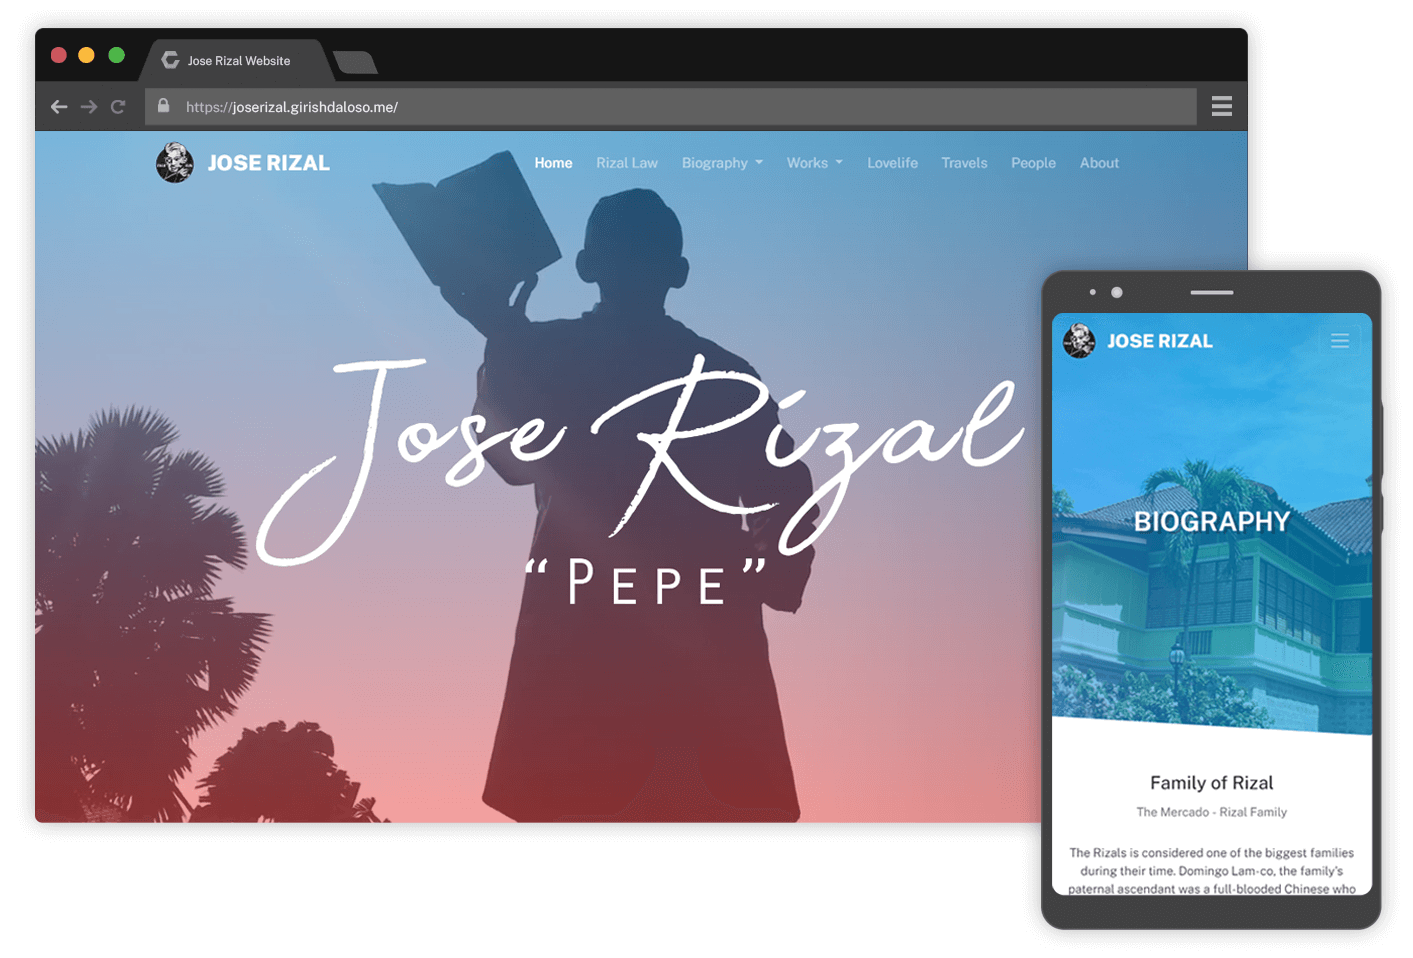 Jose Rizal Website
https://joserizal.girishdaloso.me/
JOSE RIZAL
Home Rizal Law Biography Works Lovelife Travels People About
Jose Rizal
“PEPE”
JOSE RIZAL
BIOGRAPHY
Family of Rizal
The Mercado - Rizal Family
The Rizals is considered one of the biggest families
during their time. Domingo Lam-co, the family's
paternal ascendant was a full-blooded Chinese who